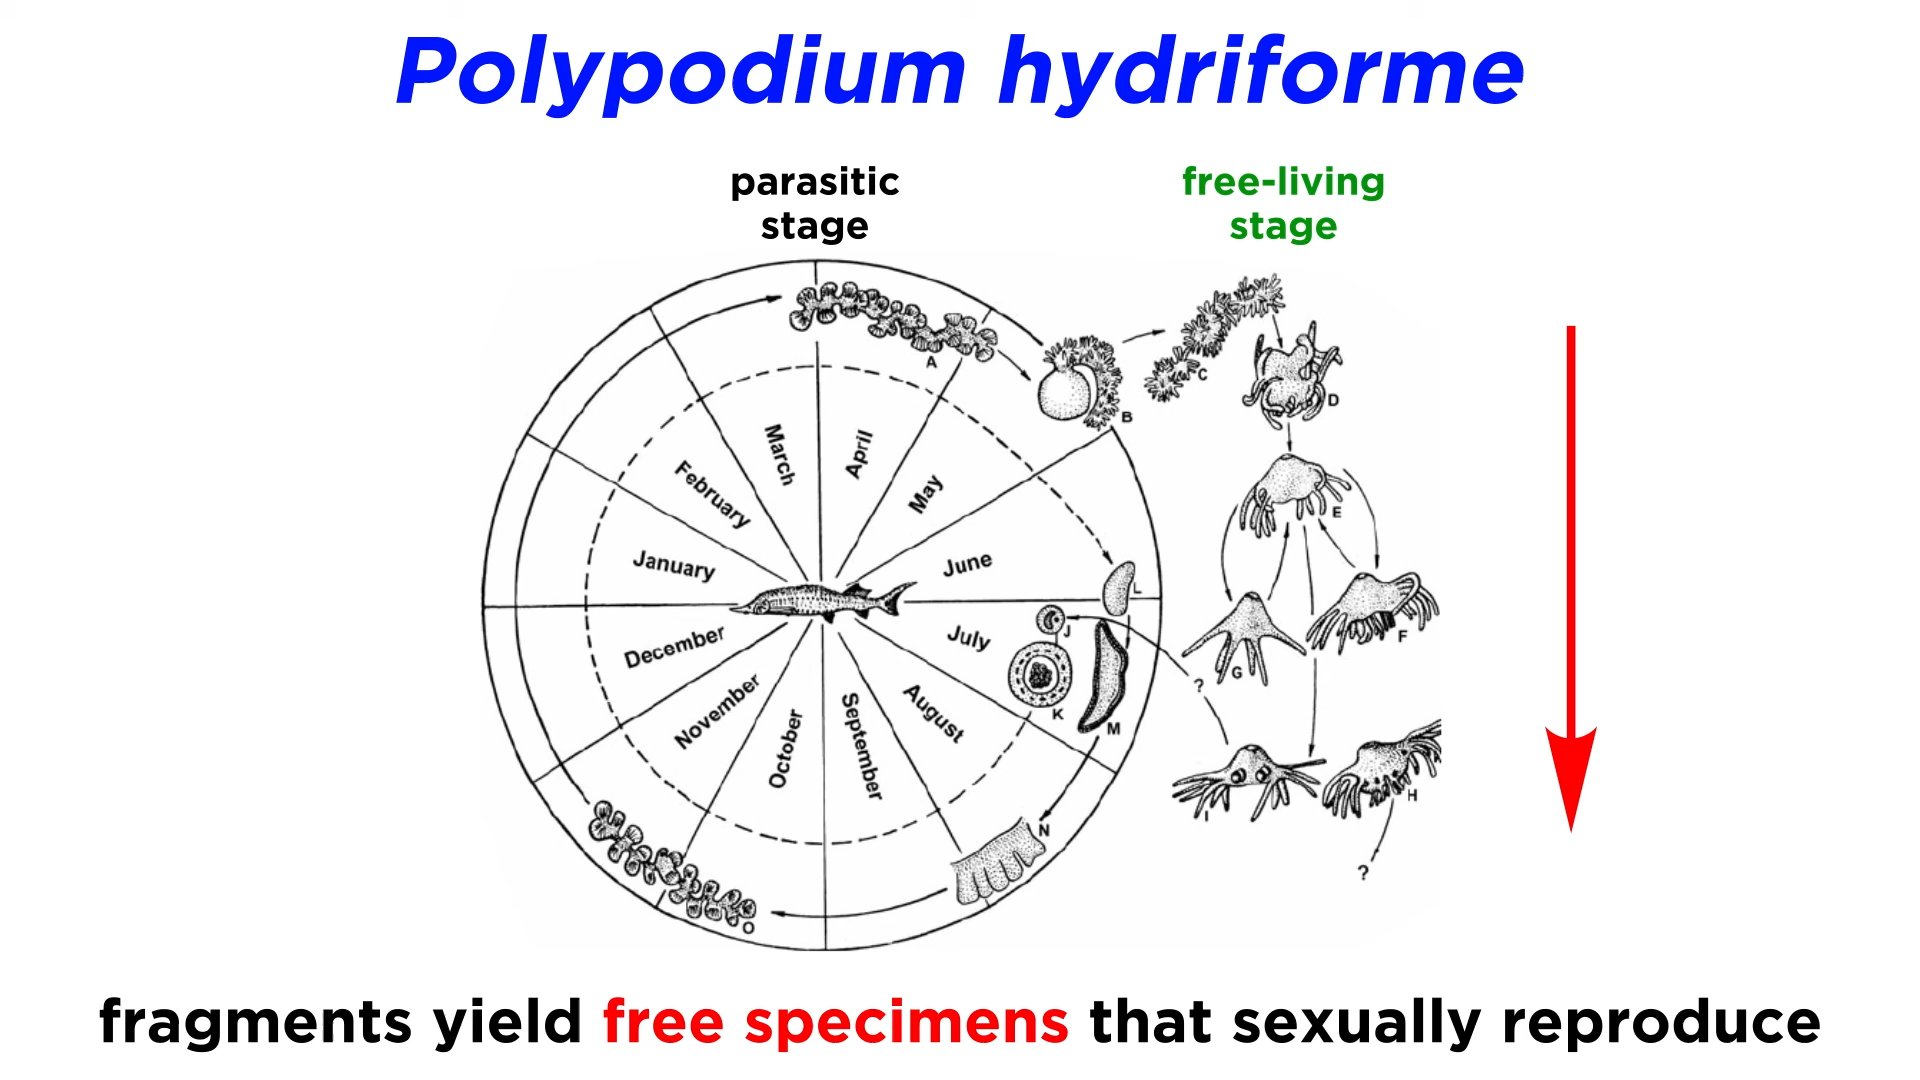 Polypodium hydriforme
parasitic
stage
free-living
stage
A
B
C
D
E
F
G
H
I
J
K
L
M
N
O
?
?
January
February
March
April
May
June
July
August
September
October
November
December
fragments yield free specimens that sexually reproduce